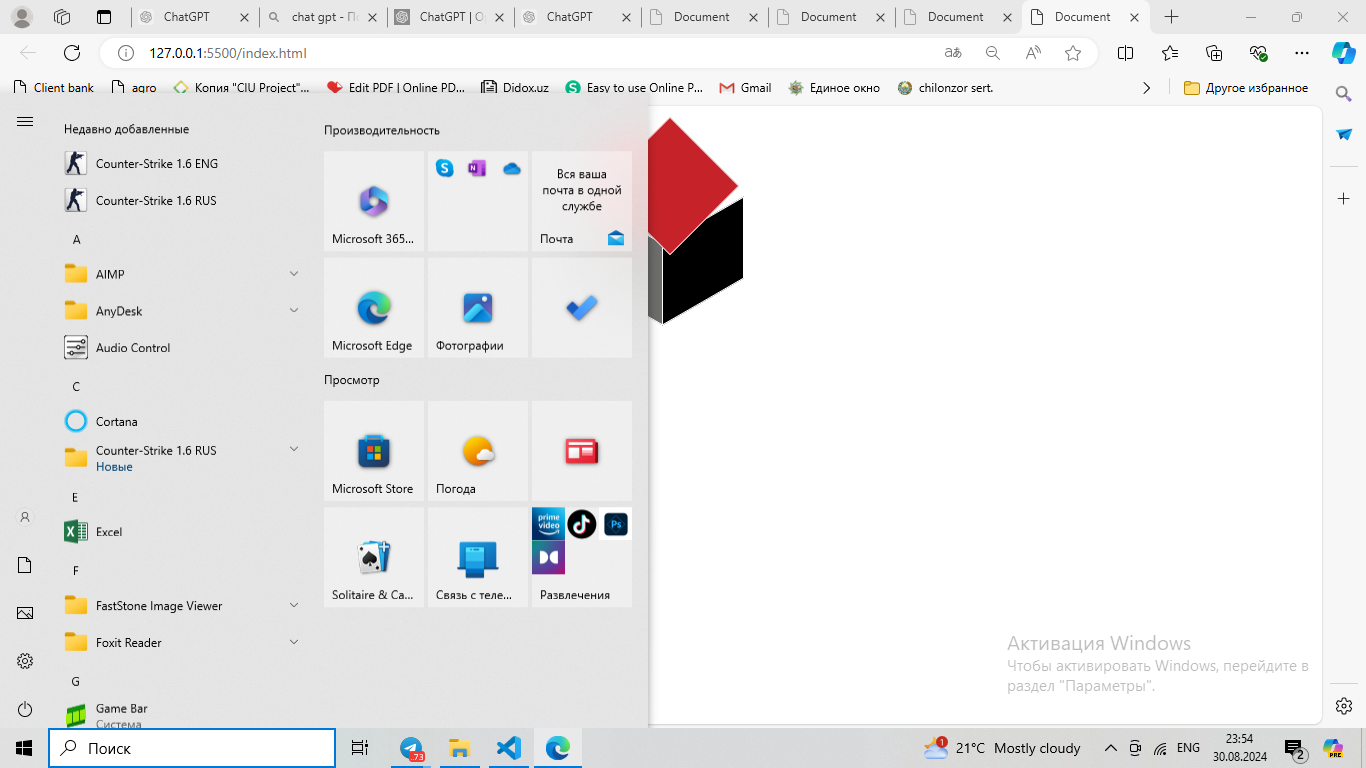 ChatGPT
chat gpt - П
ChatGPT | O
ChatGPT
Document
Document
Document
Document
127.0.0.1:5500/index.html
Client bank
agro
Копия "CIU Project"...
Edit PDF | Online PD...
Didox.uz
Easy to use Online P...
Gmail
Единое окно
chilonzor sert.
Другое избранное
Недавно добавленные
Counter-Strike 1.6 ENG
Counter-Strike 1.6 RUS
A
AIMP
AnyDesk
Audio Control
C
Cortana
Counter-Strike 1.6 RUS
Новые
E
Excel
F
FastStone Image Viewer
Foxit Reader
G
Game Bar
Система
Производительность
Microsoft 365...
Вся ваша
почта в одной
службе
Почта
Microsoft Edge
Фотографии
Просмотр
Microsoft Store
Погода
prime video
Ps
Solitaire & Ca...
Связь с теле...
Развлечения
Активация Windows
Чтобы активировать Windows, перейдите в
раздел "Параметры".
Поиск
73
1
21°C Mostly cloudy
ENG
23:54
30.08.2024
2
PRE